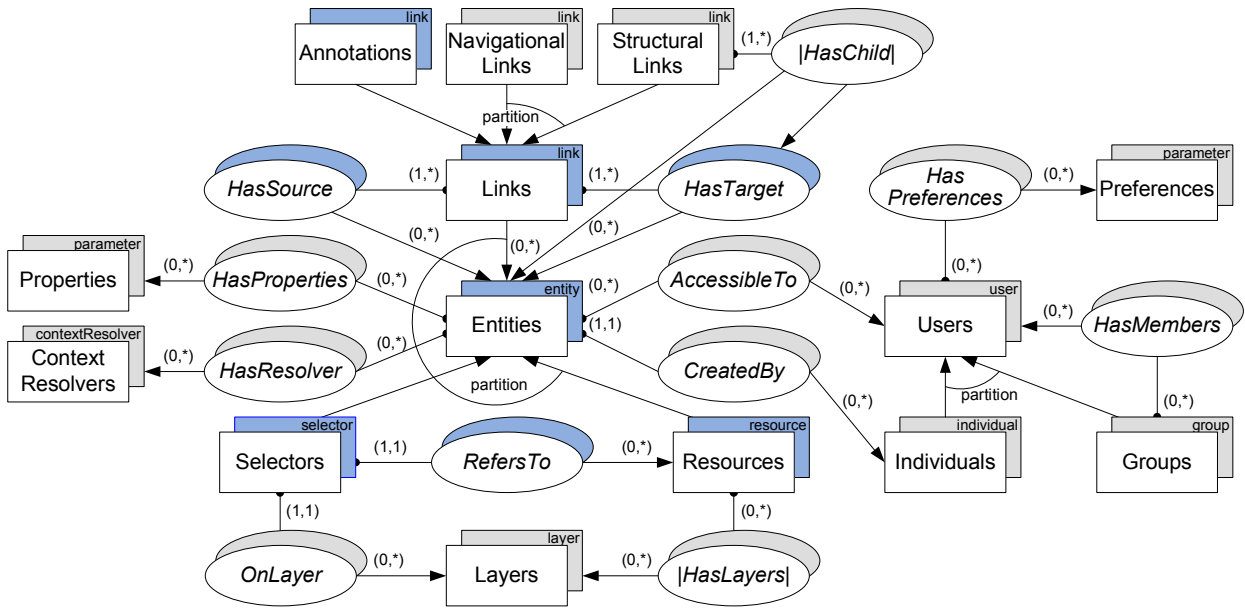 link
link
link
Annotations
Navigational
Links
Structural
Links
(1,*)
|HasChild|
partition
link
HasSource
(1,*)
Links
(1,*)
HasTarget
Has
Preferences
(0,*)
parameter
Preferences
(0,*)
(0,*)
(0,*)
parameter
Properties
(0,*)
HasProperties
(0,*)
entity
Entities
(0,*)
AccessibleTo
(0,*)
(0,*)
user
Users
(0,*)
HasMembers
contextResolver
Context
Resolvers
(0,*)
HasResolver
(0,*)
(1,1)
CreatedBy
partition
(0,*)
partition
(0,*)
selector
Selectors
(1,1)
RefersTo
(0,*)
resource
Resources
individual
Individuals
group
Groups
(1,1)
(0,*)
OnLayer
(0,*)
layer
Layers
(0,*)
|HasLayers|